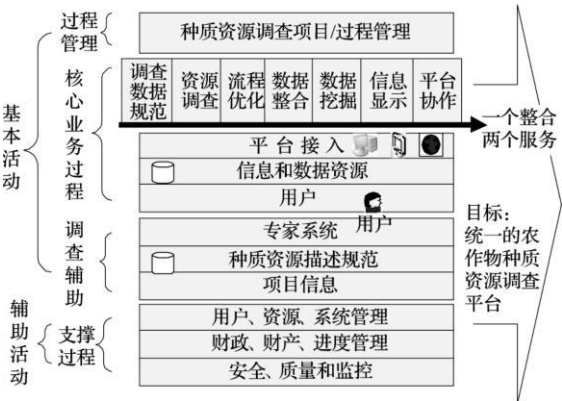 过程
管理
种质资源调查项目/过程管理
基本活动
核心业务过程
调查
数据
规范
资源
调查
流程
优化
数据
整合
数据
挖掘
信息
显示
平台
协作
一个整合
两个服务
平台接入
信息和数据资源
用户
用户
调查辅助
专家系统
种质资源描述规范
项目信息
目标：
统一的农
作物种质
资源调查
平台
辅助活动
支撑
过程
用户、资源、系统管理
财政、财产、进度管理
安全、质量和监控